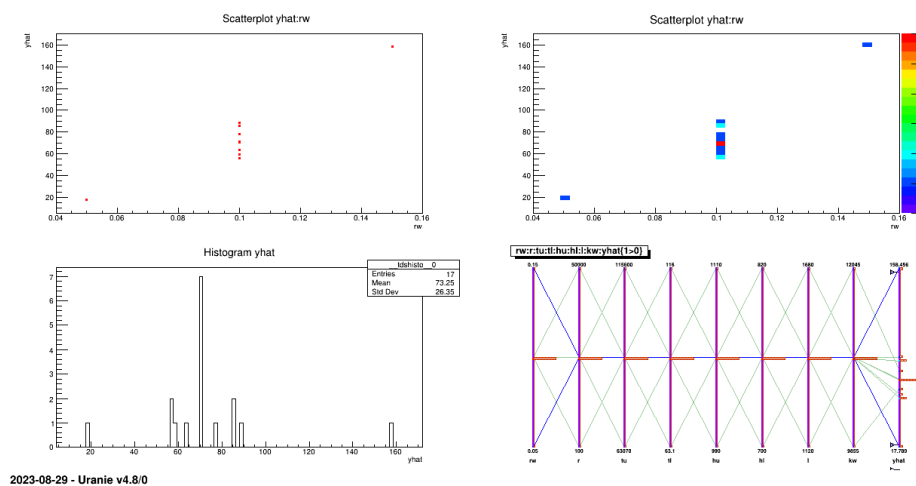 Scatterplot yhat:rw
yhat
160
140
120
100
80
60
40
20
0.04 0.06 0.08 0.1 0.12 0.14 0.16
rw
Scatterplot yhat:rw
yhat
160
140
120
100
80
60
40
20
0.04 0.06 0.08 0.1 0.12 0.14 0.16
rw
Histogram yhat
tdshisto__0
Entries 17
Mean 73.25
Std Dev 26.35
7
6
5
4
3
2
1
0
20 40 60 80 100 120 140 160
yhat
rw:r:tu:tl:hu:hl:l:kw:yhat{1>0}
0.15 50000 115600 116 1110 820 1680 12045 158.456
0.05 100 63070 63.1 990 700 1120 9855 17.709
rw r tu tl hu hl l kw yhat
2023-08-29 - Uranie v4.8/0